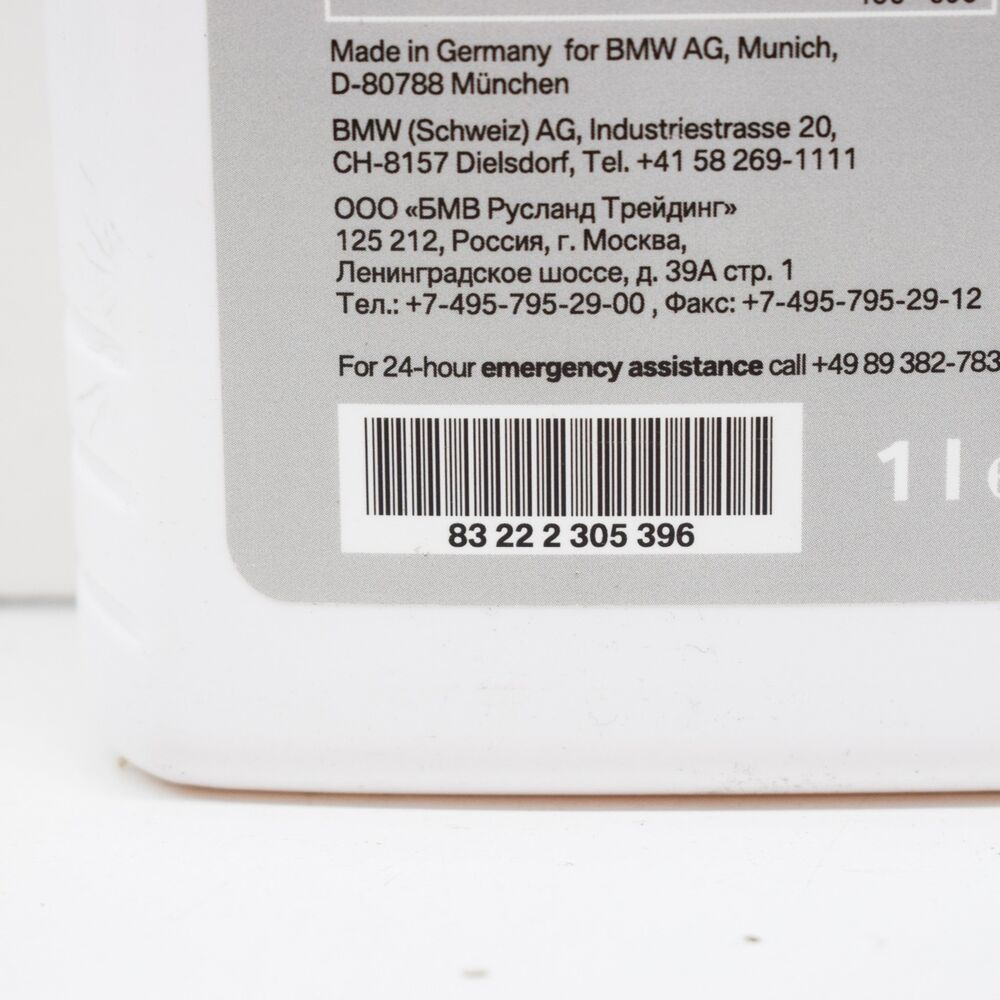 Made in Germany for BMW AG, Munich,
D-80788 München
BMW (Schweiz) AG, Industriestrasse 20,
CH-8157 Dielsdorf, Tel. +41 58 269-1111
ООО «БМВ Русланд Трейдинг»
125 212, Россия, г. Москва,
Ленинградское шоссе, д. 39А стр. 1
Тел.: +7-495-795-29-00 , Факс: +7-495-795-29-12
For 24-hour emergency assistance call +49 89 382-783
1 l
83 22 2 305 396